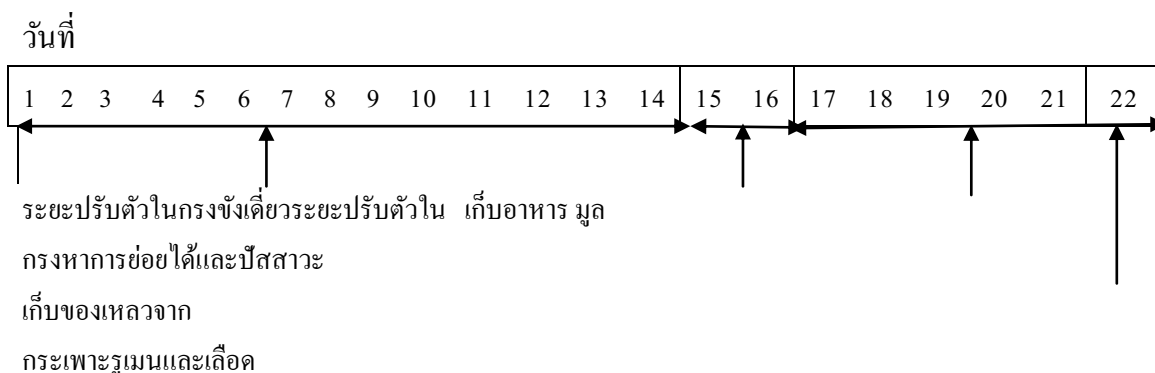 วันที่
1 2 3 4 5 6 7 8 9 10 11 12 13 14 15 16 17 18 19 20 21 22
ระยะปรับตัวในกรงขังเดี่ยวระยะปรับตัวใน เก็บอาหาร มูล
กรงหาการย่อยได้และปัสสาวะ
เก็บของเหลวจาก
กระเพาะรูเมนและเลือด